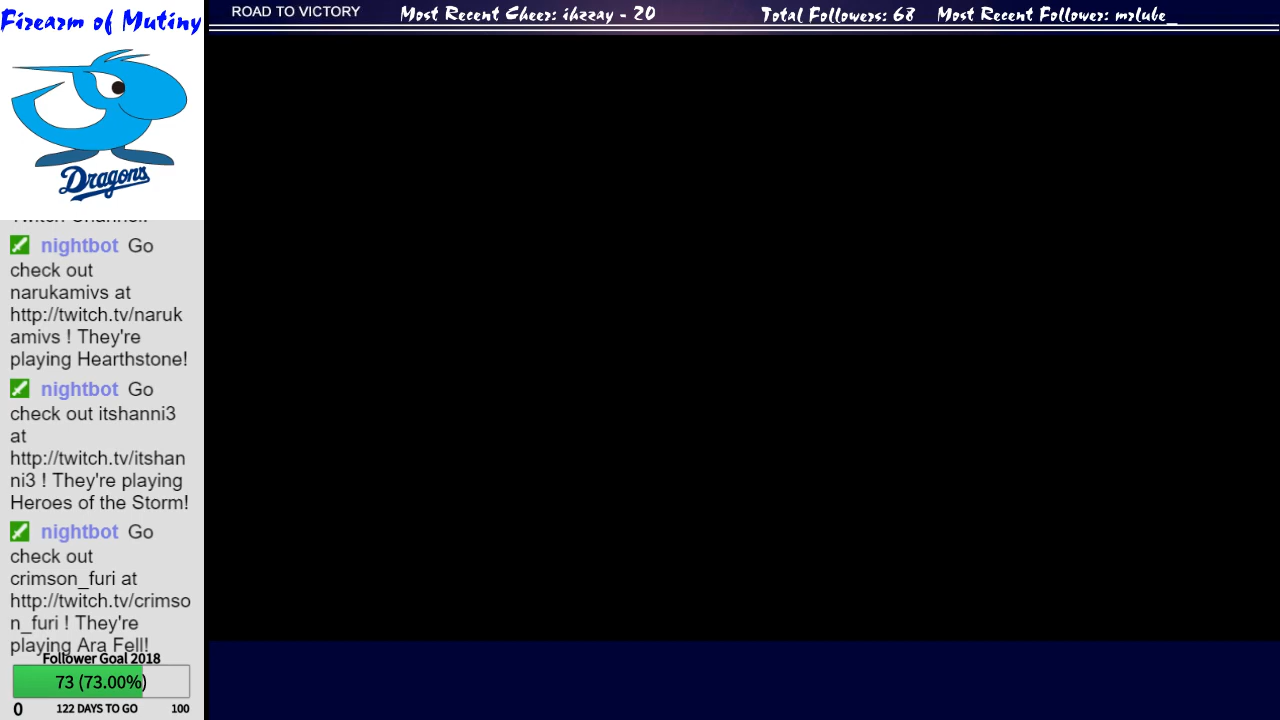 Firearm of Mutiny
ROAD TO VICTORY
Most Recent Cheer: ihzzay - 20
Total Followers: 68
Most Recent Follower: mrlube_
Dragons
nightbot Go
check out
narukamivs at
http://twitch.tv/naruk
amivs ! They're
playing Hearthstone!
nightbot Go
check out itshanni3
at
http://twitch.tv/itshan
ni3 ! They're playing
Heroes of the Storm!
nightbot Go
check out
crimson_furi at
http://twitch.tv/crimso
n_furi ! They're
playing Ara Fell!
Follower Goal 2018
73 (73.00%)
0 122 DAYS TO GO 100